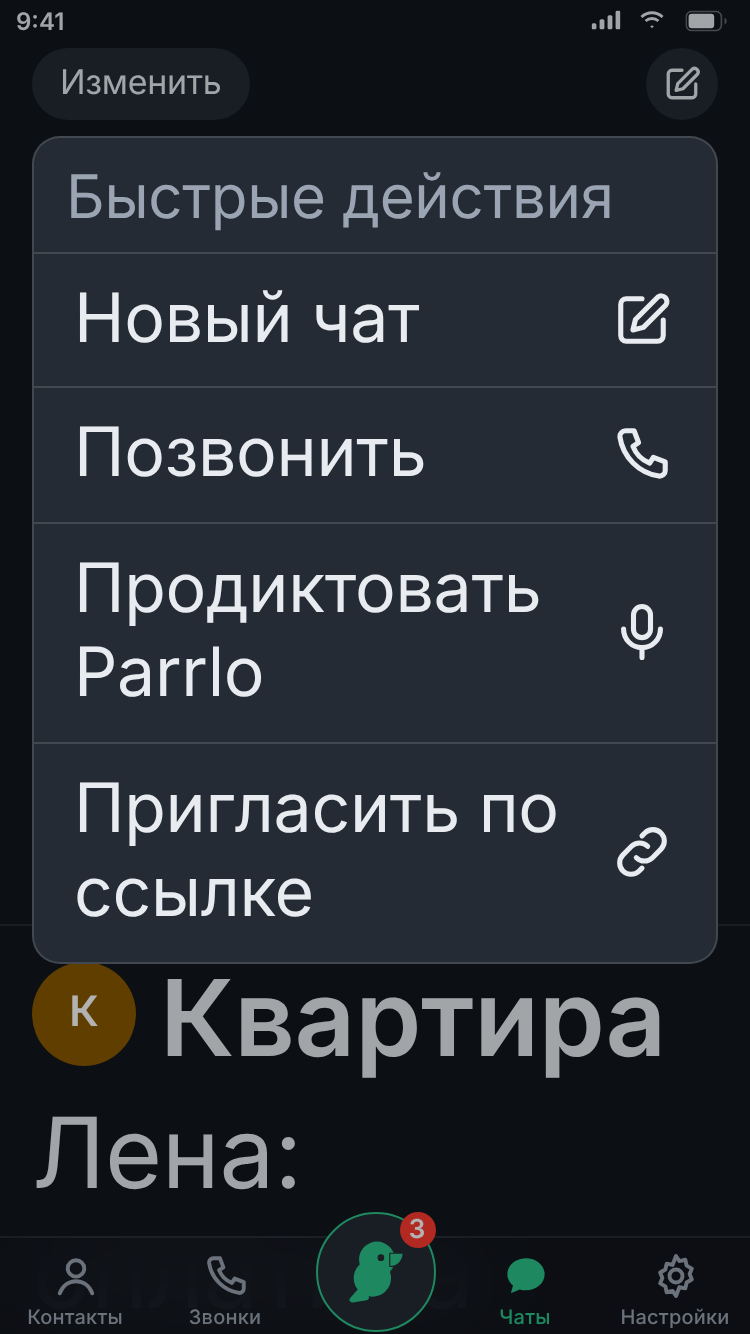 9:41
Изменить
Быстрые действия
Новый чат
Позвонить
Продиктовать
Parrlo
Пригласить по
ссылке
К
Квартира
Лена:
3
Контакты
Звонки
Чаты
Настройки